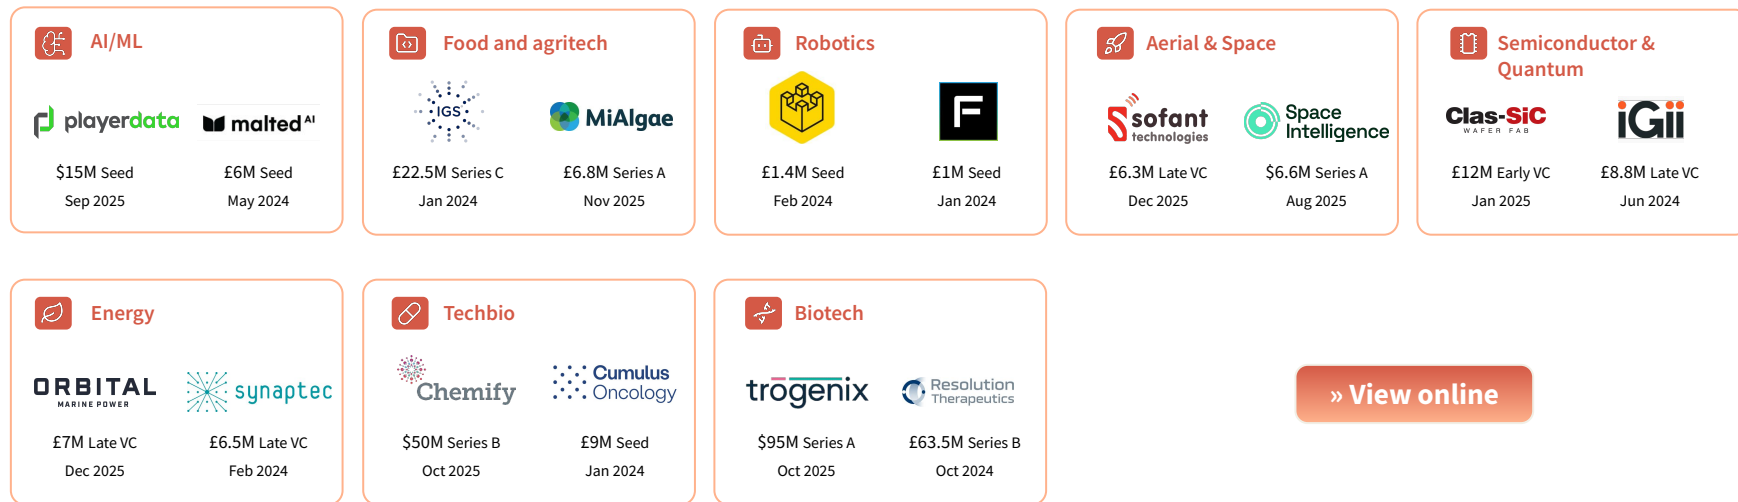 AI/ML
playerdata
malted AI
$15M Seed
£6M Seed
Sep 2025
May 2024
Food and agritech
IGS
MiAlgae
£22.5M Series C
£6.8M Series A
Jan 2024
Nov 2025
Robotics
F
£1.4M Seed
£1M Seed
Feb 2024
Jan 2024
Aerial & Space
sofant
technologies
Space
Intelligence
£6.3M Late VC
$6.6M Series A
Dec 2025
Aug 2025
Semiconductor &
Quantum
Clas-SiC
WAFER FAB
iGii
£12M Early VC
£8.8M Late VC
Jan 2025
Jun 2024
Energy
ORBITAL
MARINE POWER
synaptec
£7M Late VC
£6.5M Late VC
Dec 2025
Feb 2024
Techbio
Chemify
Cumulus
Oncology
$50M Series B
£9M Seed
Oct 2025
Jan 2024
Biotech
trogenix
Resolution
Therapeutics
$95M Series A
£63.5M Series B
Oct 2025
Oct 2024
» View online